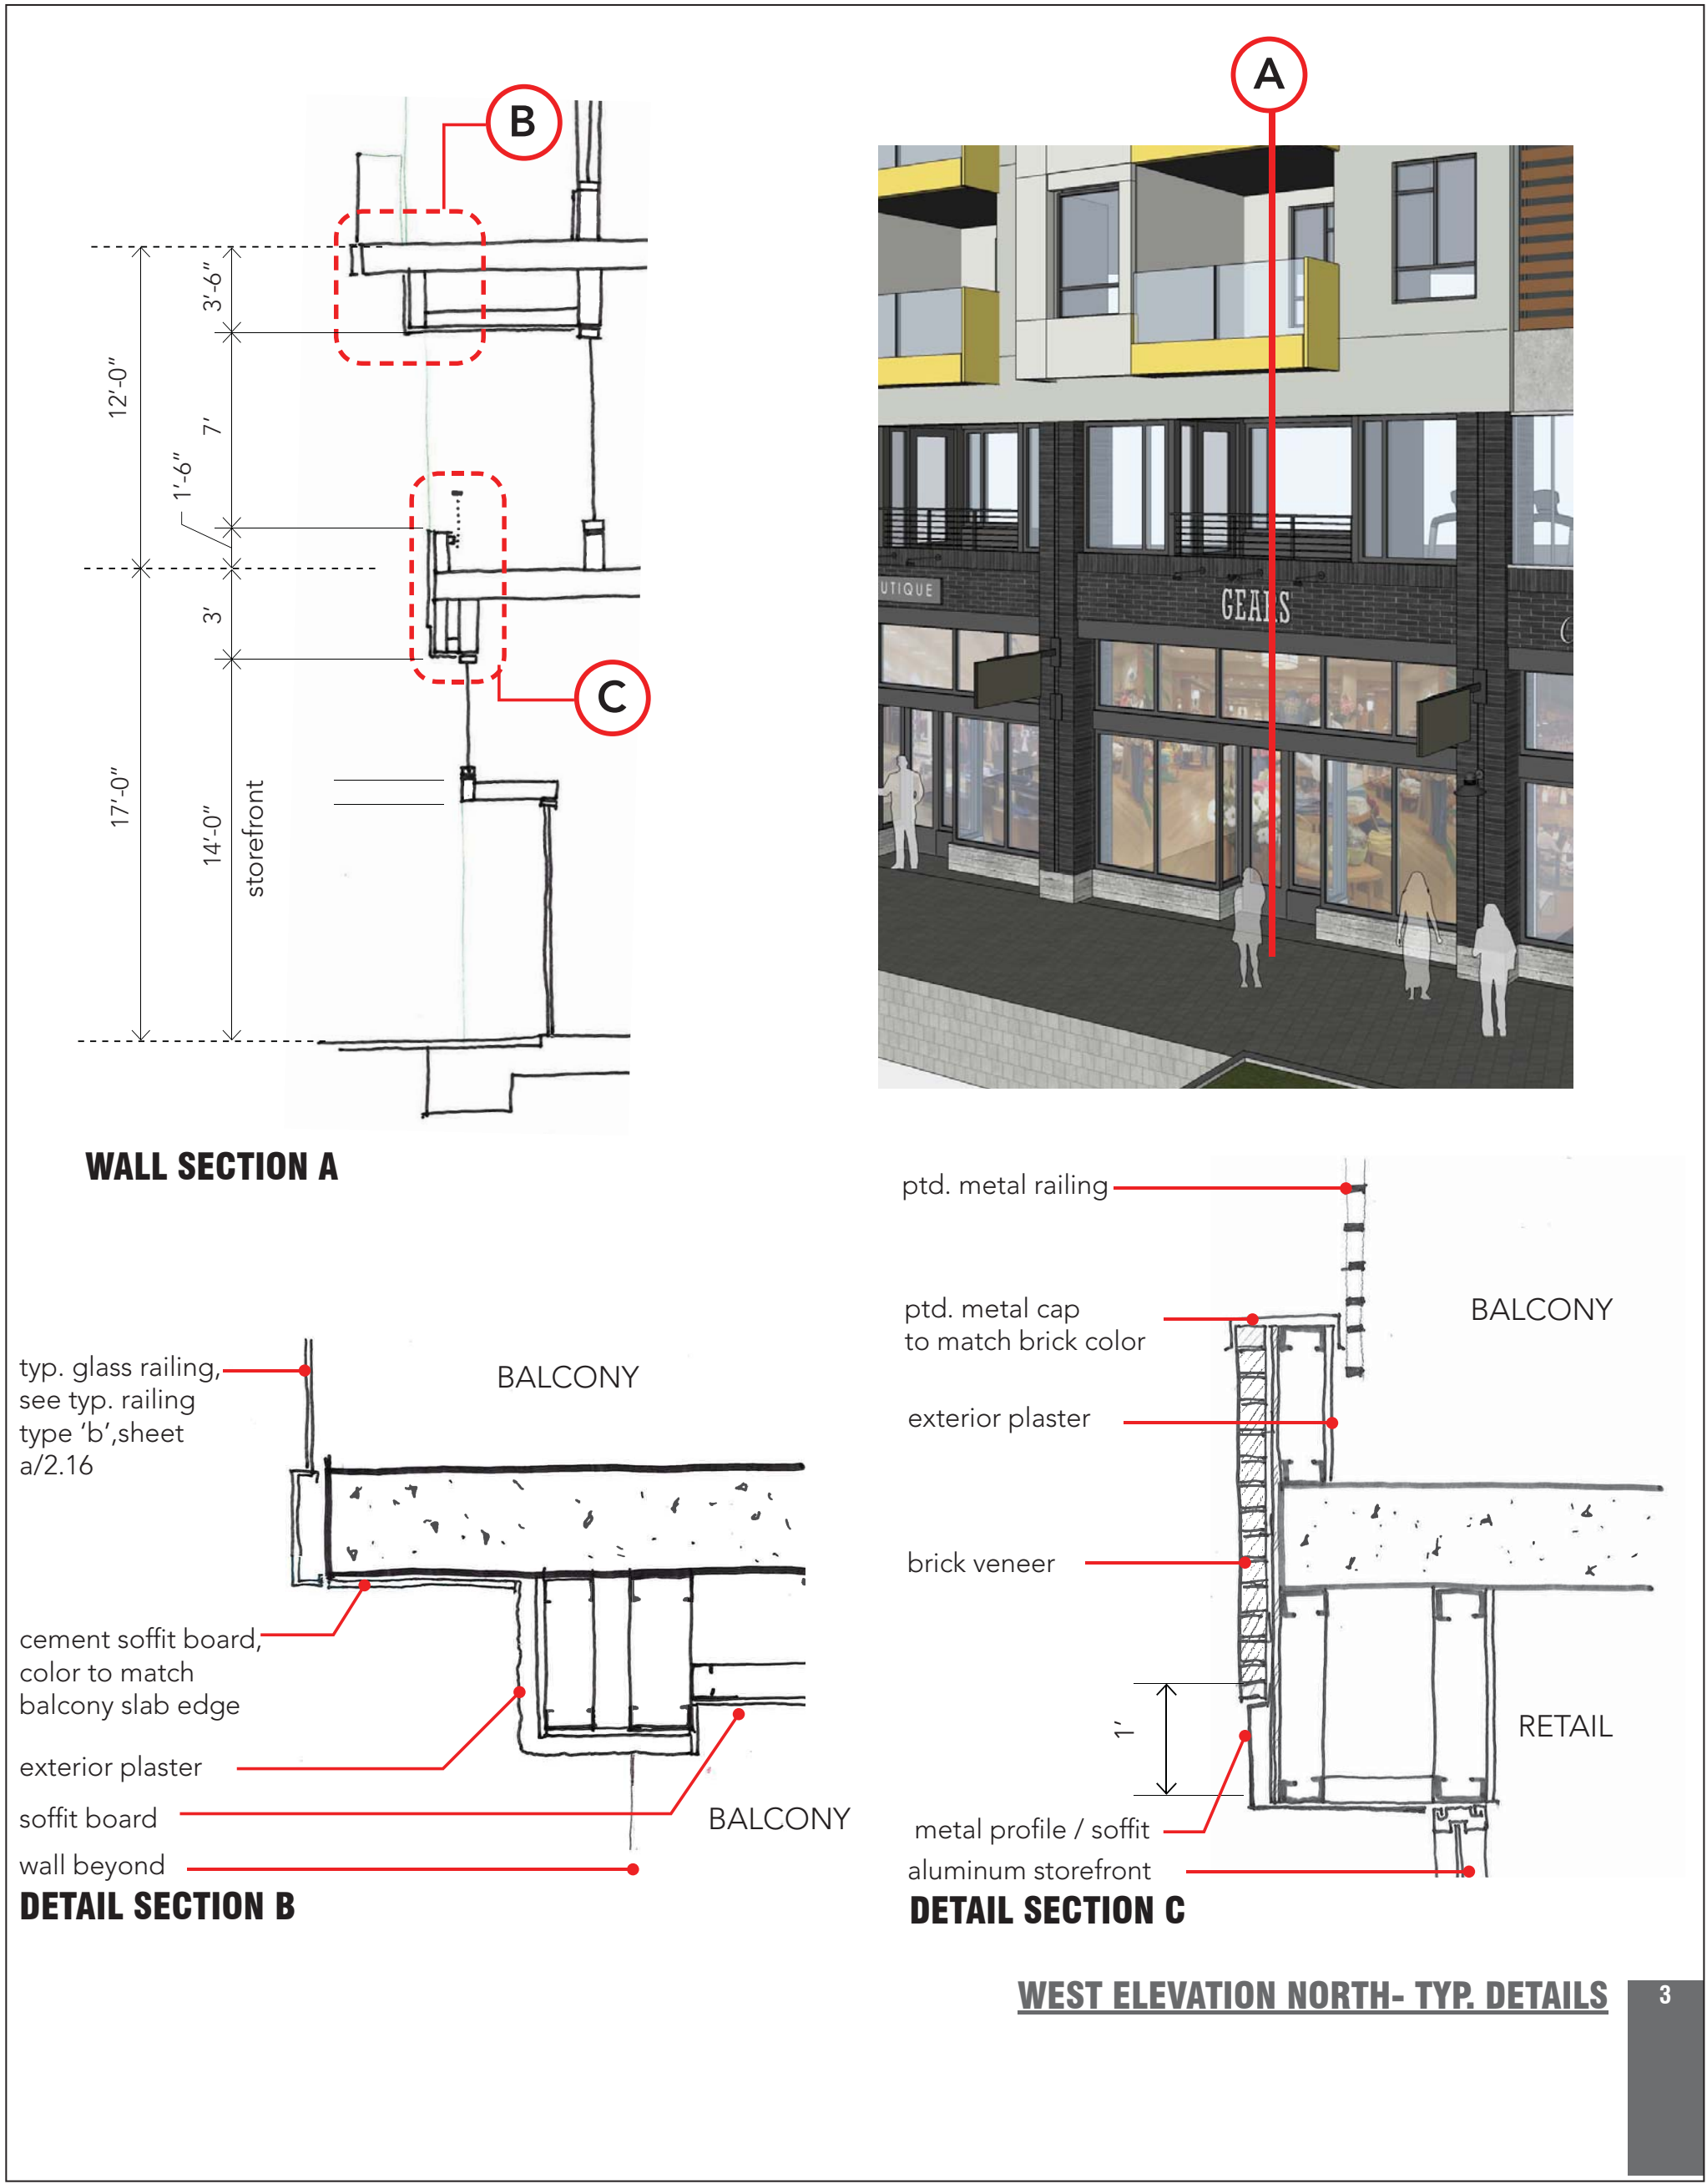 B
A
3'-6"
12'-0"
7'
1'-6"
3'
C
17'-0"
14'-0"
storefront
UTIQUE
GEARS
WALL SECTION A
typ. glass railing,
see typ. railing
type ‘b’,sheet
a/2.16
BALCONY
cement soffit board,
color to match
balcony slab edge
exterior plaster
soffit board
BALCONY
wall beyond
DETAIL SECTION B
ptd. metal railing
ptd. metal cap
to match brick color
BALCONY
exterior plaster
brick veneer
1'
RETAIL
metal profile / soffit
aluminum storefront
DETAIL SECTION C
WEST ELEVATION NORTH- TYP. DETAILS
3